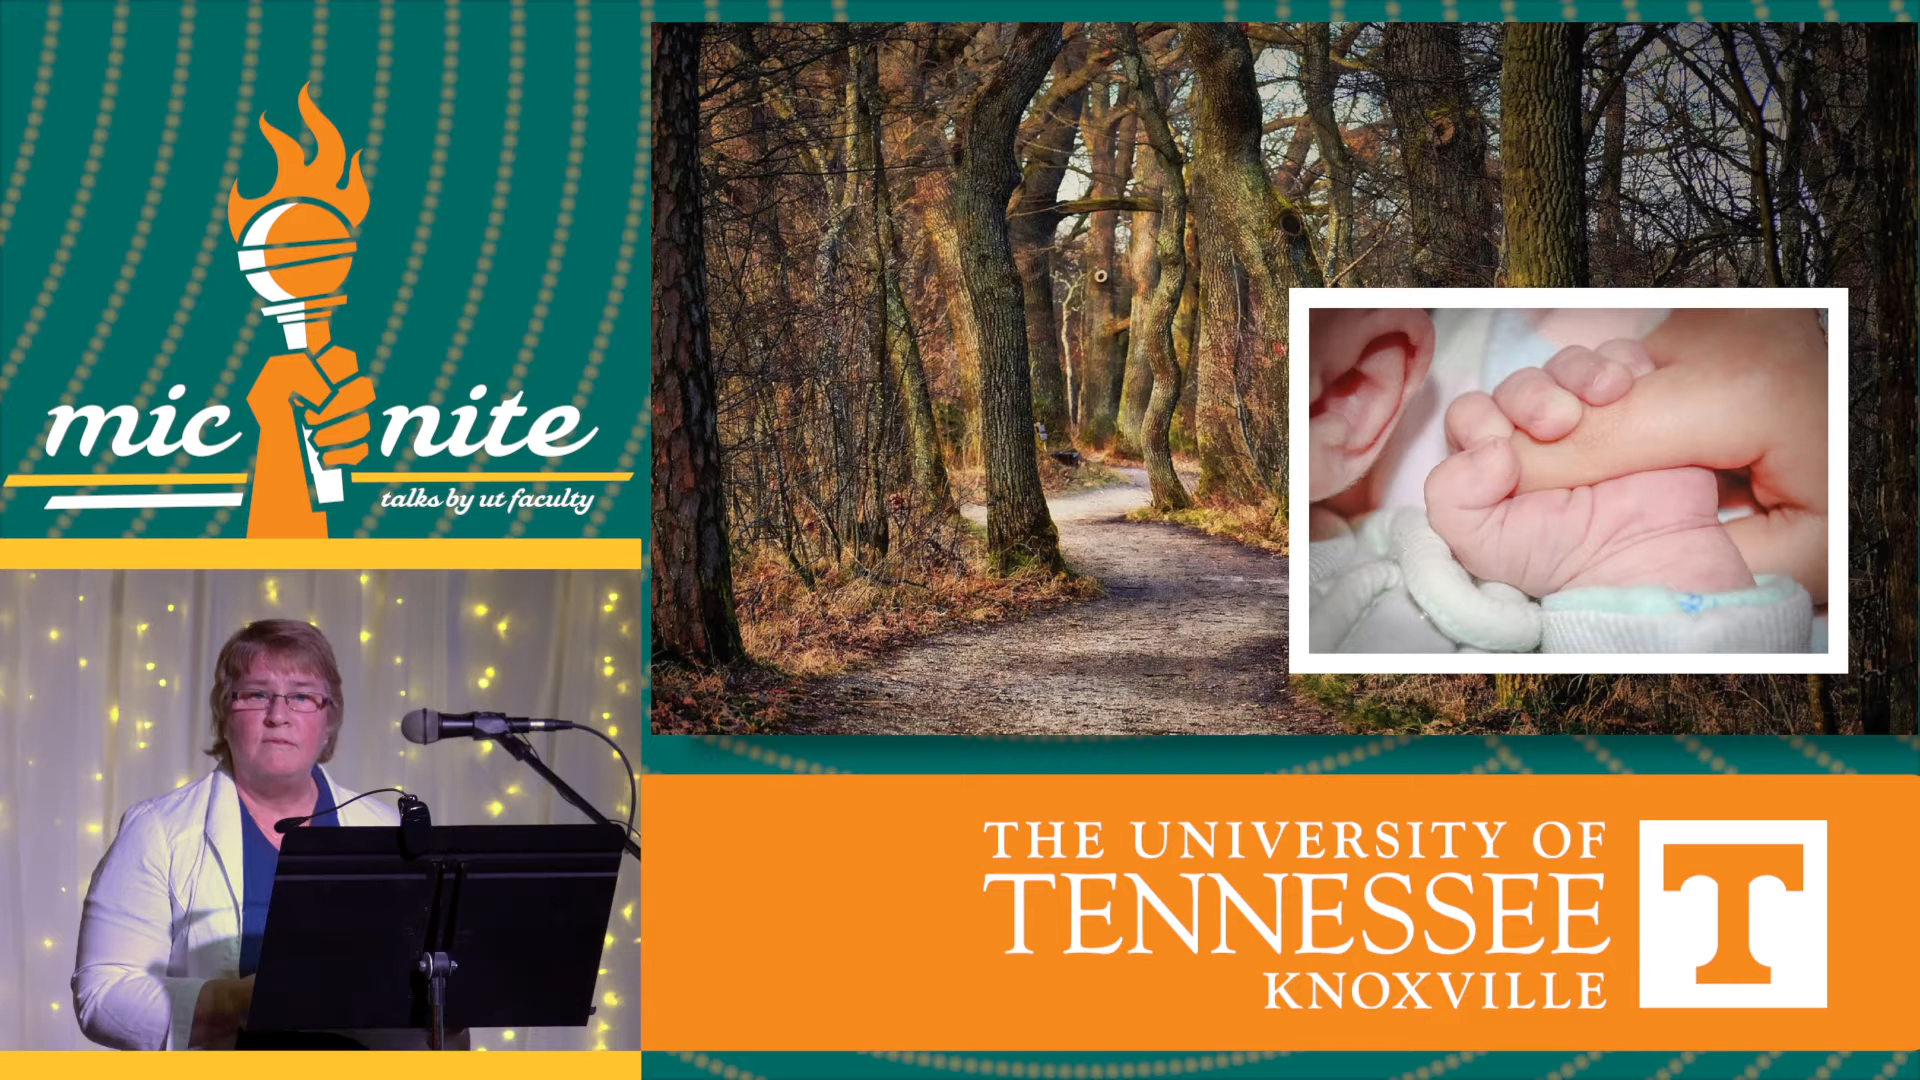 mic nite
talks by ut faculty
THE UNIVERSITY OF
TENNESSEE
KNOXVILLE
T